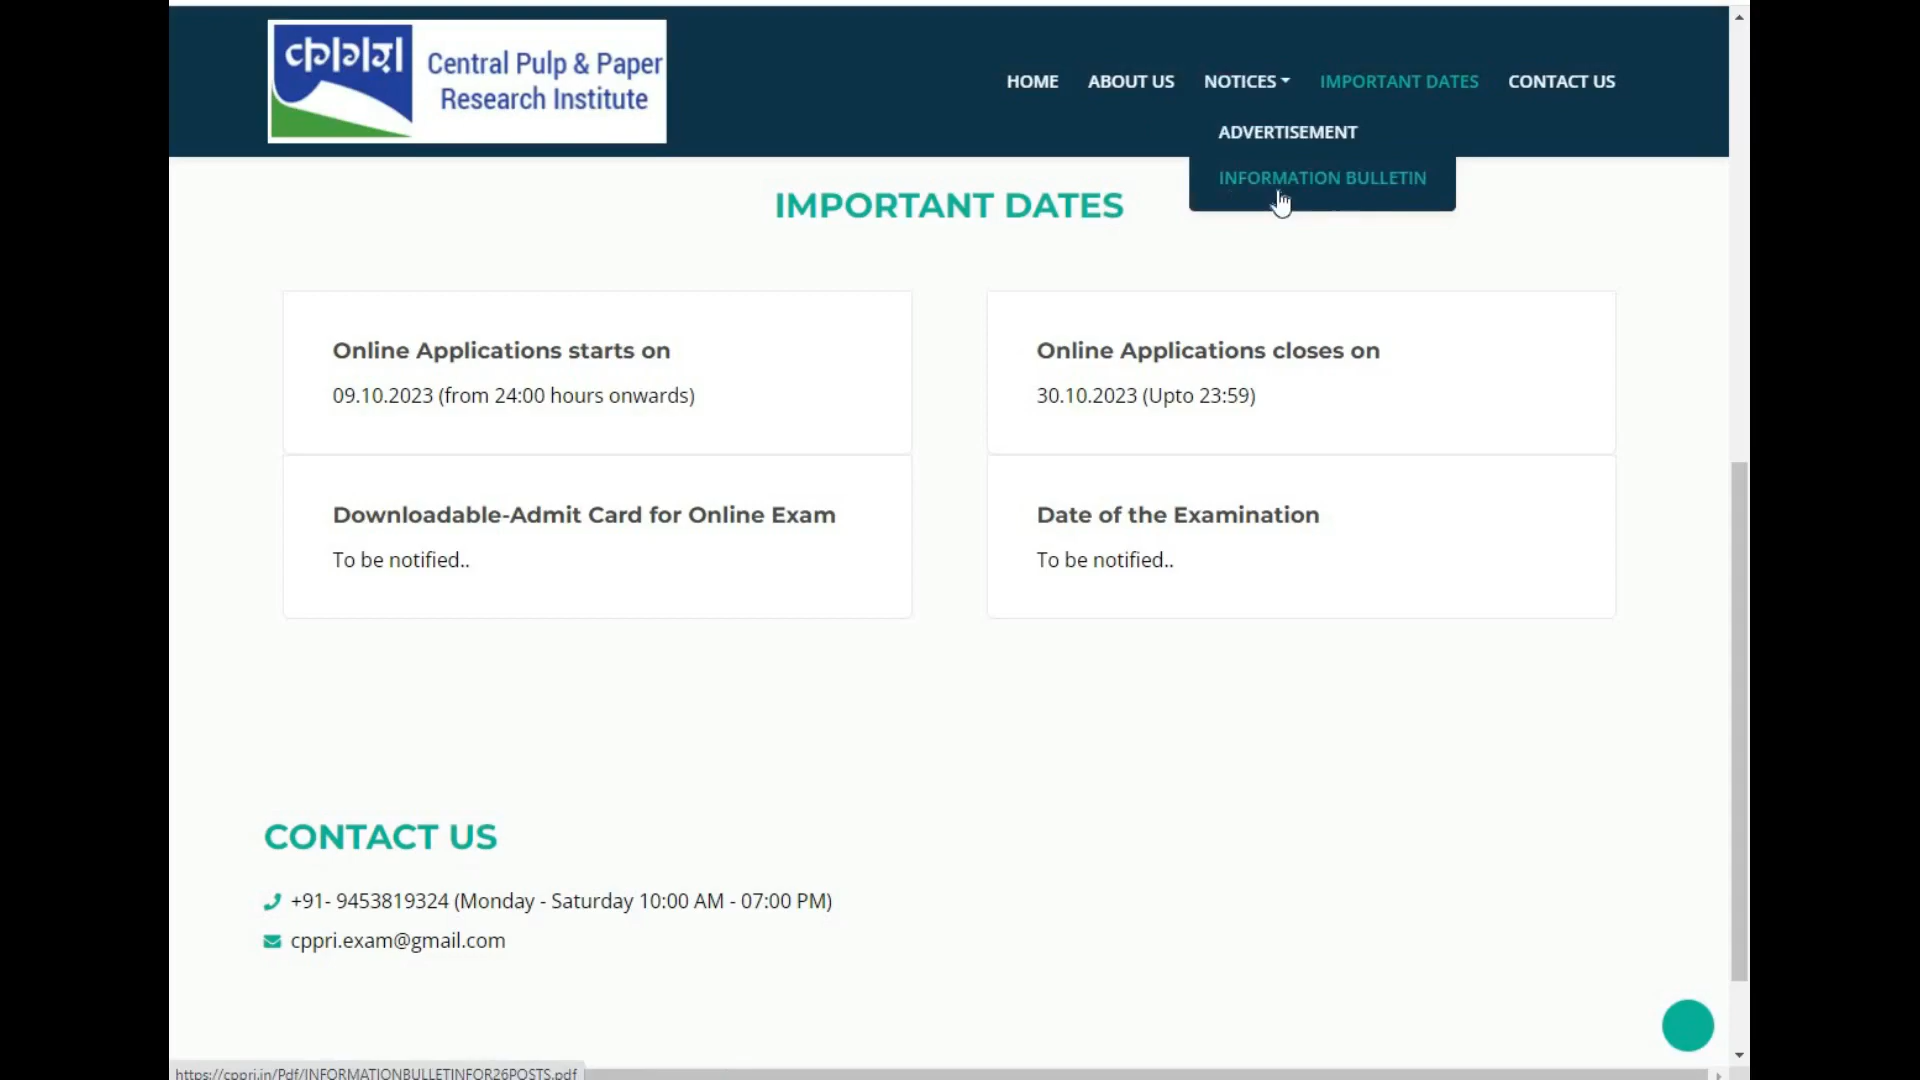 कागरा
Central Pulp & Paper
Research Institute
HOME ABOUT US NOTICES IMPORTANT DATES CONTACT US
ADVERTISEMENT
INFORMATION BULLETIN
IMPORTANT DATES
Online Applications starts on
09.10.2023 (from 24:00 hours onwards)
Online Applications closes on
30.10.2023 (Upto 23:59)
Downloadable-Admit Card for Online Exam
To be notified..
Date of the Examination
To be notified..
CONTACT US
+91- 9453819324 (Monday - Saturday 10:00 AM - 07:00 PM)
cppri.exam@gmail.com
https://cppri.in/Pdf/INFORMATIONBULLETINFOR26POSTS.pdf